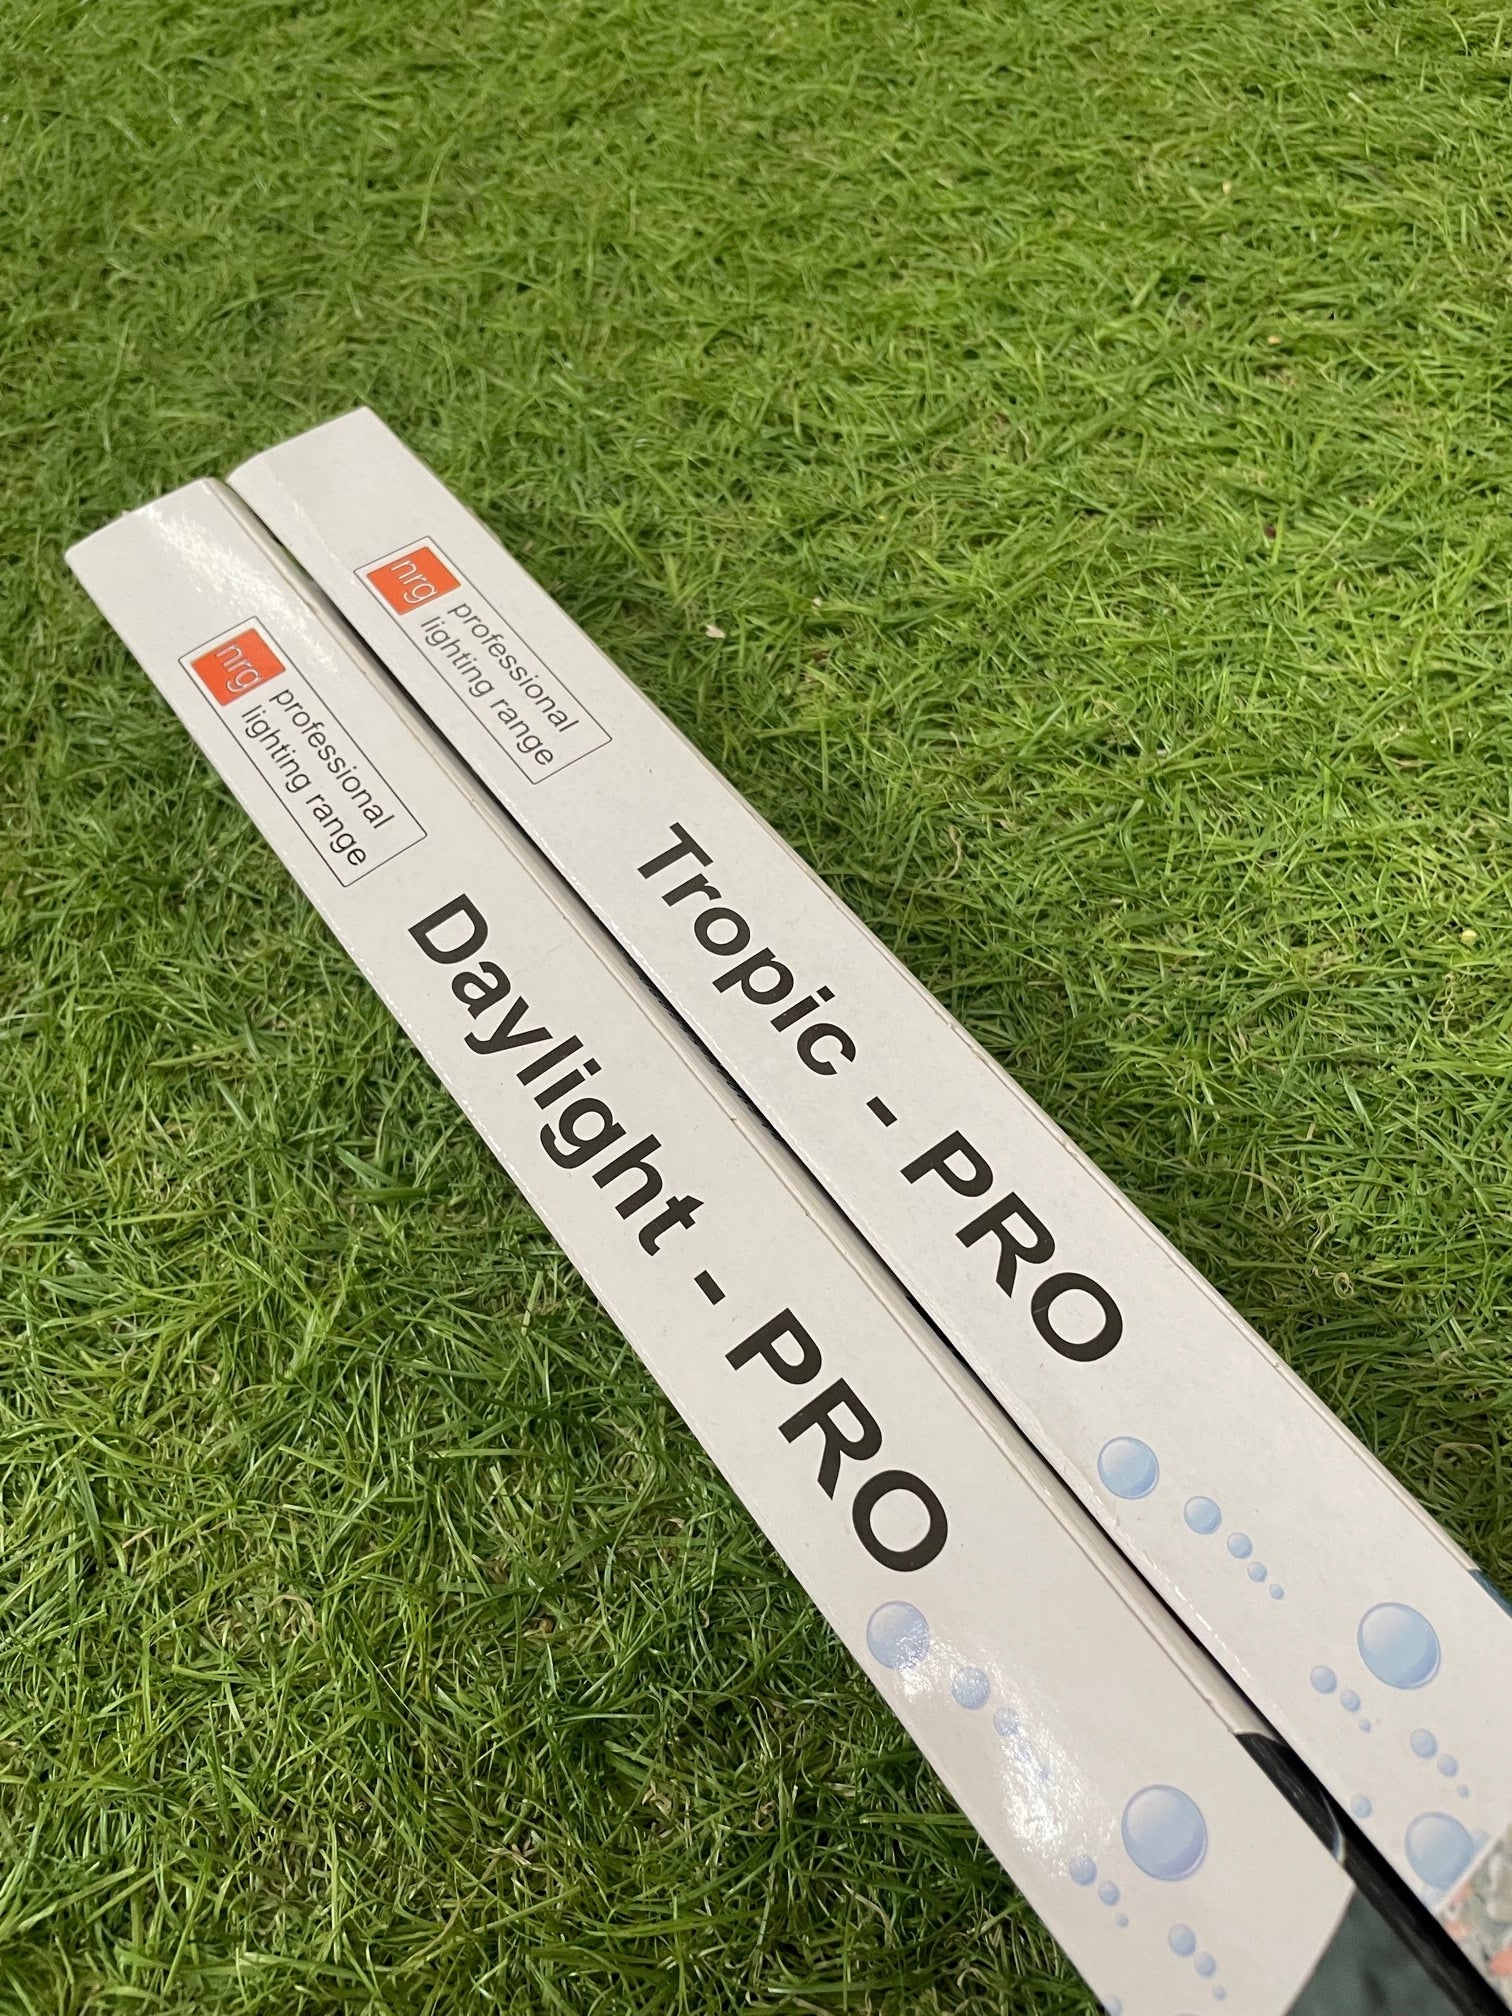 nrg
professional
lighting range
Daylight - PRO
nrg
professional
lighting range
Tropic - PRO